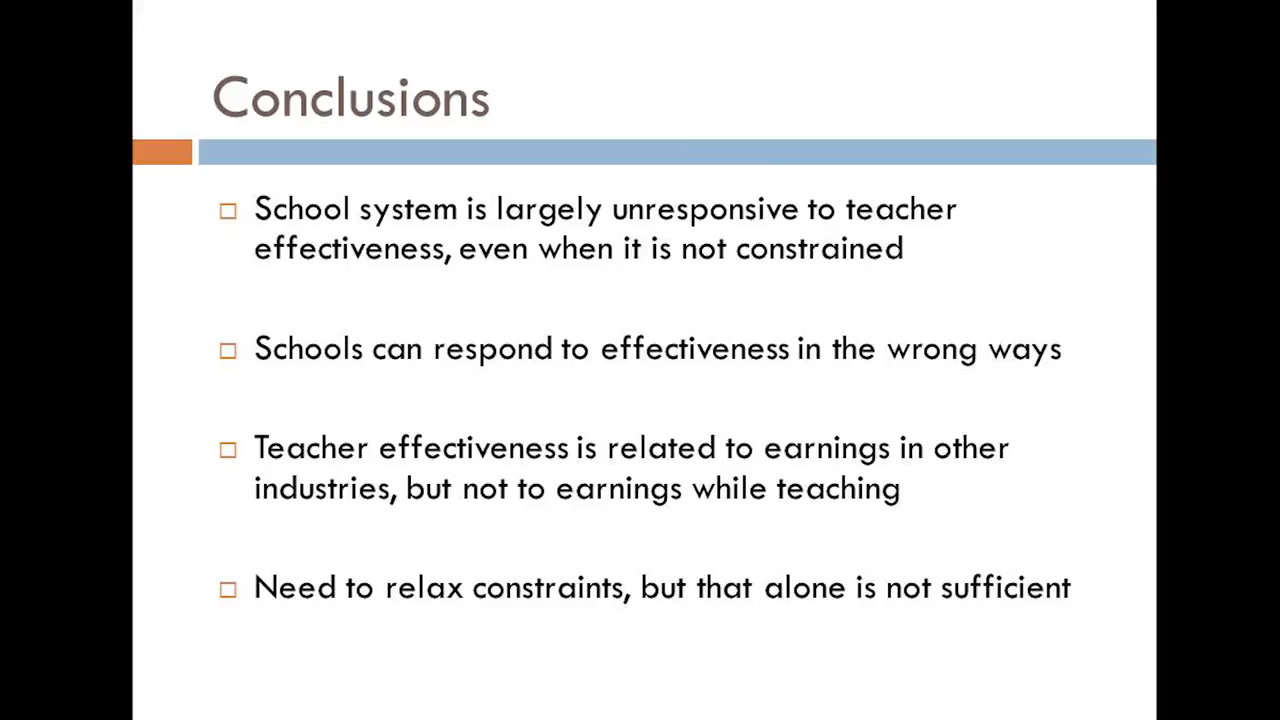 Conclusions
School system is largely unresponsive to teacher
effectiveness, even when it is not constrained
Schools can respond to effectiveness in the wrong ways
Teacher effectiveness is related to earnings in other
industries, but not to earnings while teaching
Need to relax constraints, but that alone is not sufficient